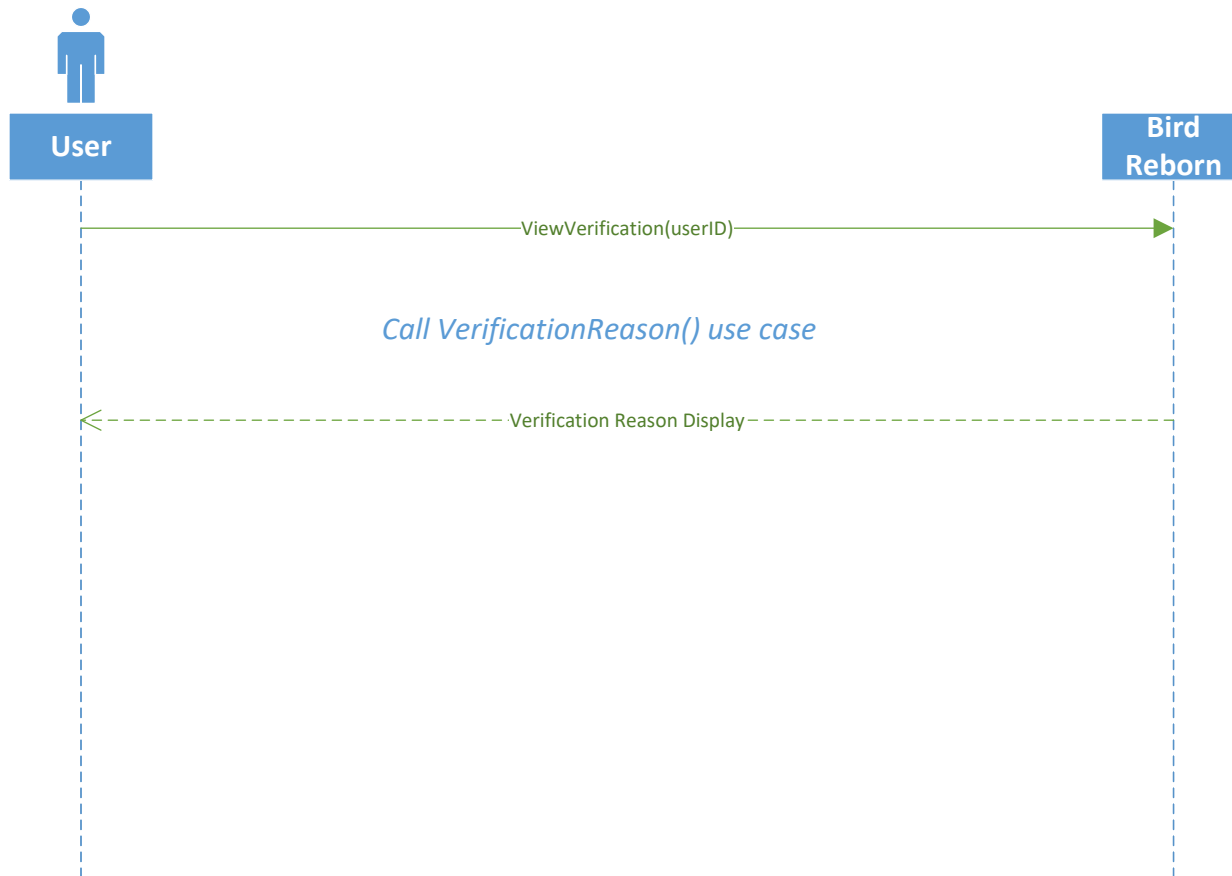 User
Bird
Reborn
ViewVerification(userID)
Call VerificationReason() use case
Verification Reason Display